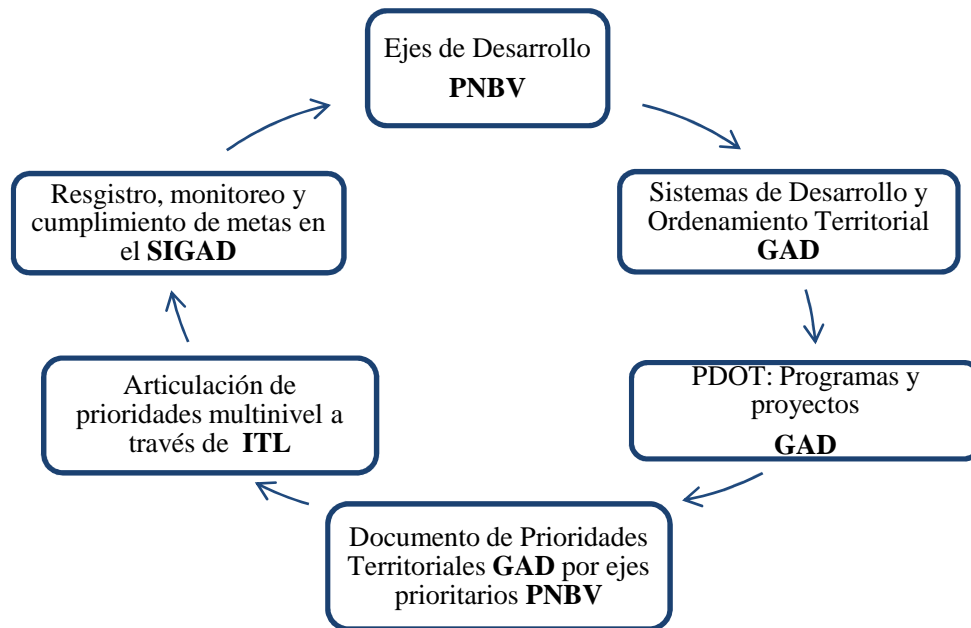 Ejes de Desarrollo
PNBV
Sistemas de Desarrollo y
Ordenamiento Territorial
GAD
PDOT: Programas y
proyectos
GAD
Documento de Prioridades
Territoriales GAD por ejes
prioritarios PNBV
Articulación de
prioridades multinivel a
través de ITL
Resgistro, monitoreo y
cumplimiento de metas en
el SIGAD